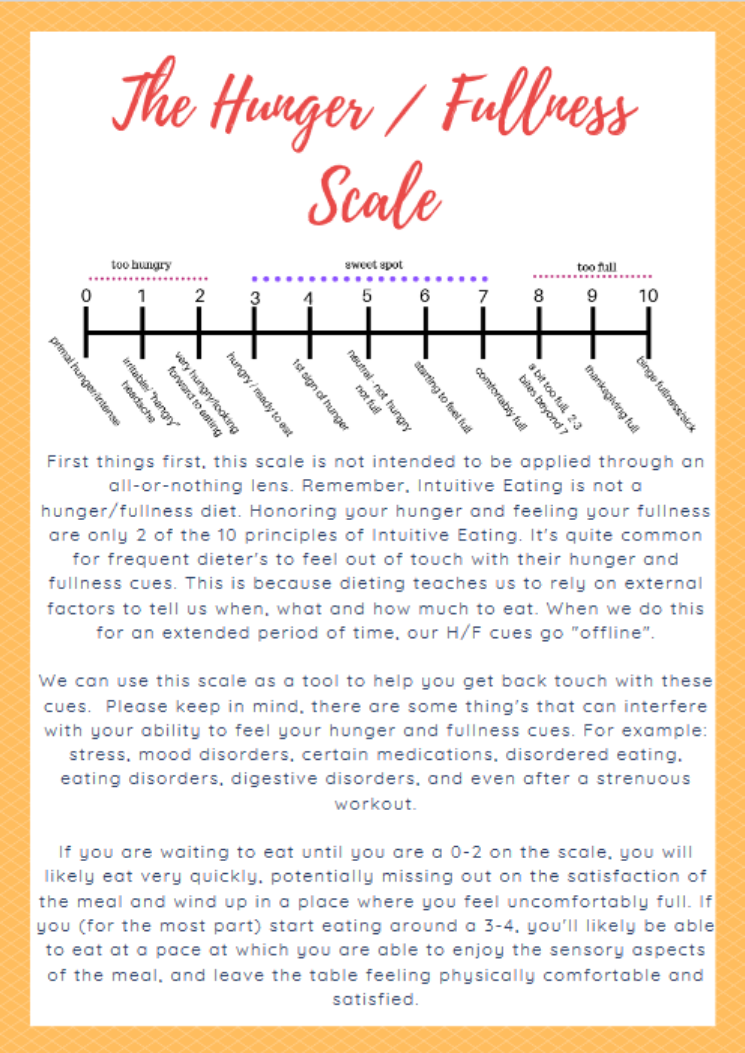 The Hunger / Fullness
Scale
too hungry
sweet spot
too full
0 1 2 3 4 5 6 7 8 9 10
primal hunger/intense
irritable/ "hangry"
headache
very hungry/looking
forward to eating
hungry / ready to eat
1st sign of hunger
neutral - not hungry
not full
starting to feel full
comfortably full
a bit too full, 2-3
bites beyond 7
thanksgiving full
binge fullness/sick
First things first, this scale is not intended to be applied through an
all-or-nothing lens. Remember, Intuitive Eating is not a
hunger/fullness diet. Honoring your hunger and feeling your fullness
are only 2 of the 10 principles of Intuitive Eating. It's quite common
for frequent dieter's to feel out of touch with their hunger and
fullness cues. This is because dieting teaches us to rely on external
factors to tell us when, what and how much to eat. When we do this
for an extended period of time, our H/F cues go "offline".
We can use this scale as a tool to help you get back touch with these
cues. Please keep in mind, there are some thing's that can interfere
with your ability to feel your hunger and fullness cues. For example:
stress, mood disorders, certain medications, disordered eating,
eating disorders, digestive disorders, and even after a strenuous
workout.
If you are waiting to eat until you are a 0-2 on the scale, you will
likely eat very quickly, potentially missing out on the satisfaction of
the meal and wind up in a place where you feel uncomfortably full. If
you (for the most part) start eating around a 3-4, you'll likely be able
to eat at a pace at which you are able to enjoy the sensory aspects
of the meal, and leave the table feeling physically comfortable and
satisfied.